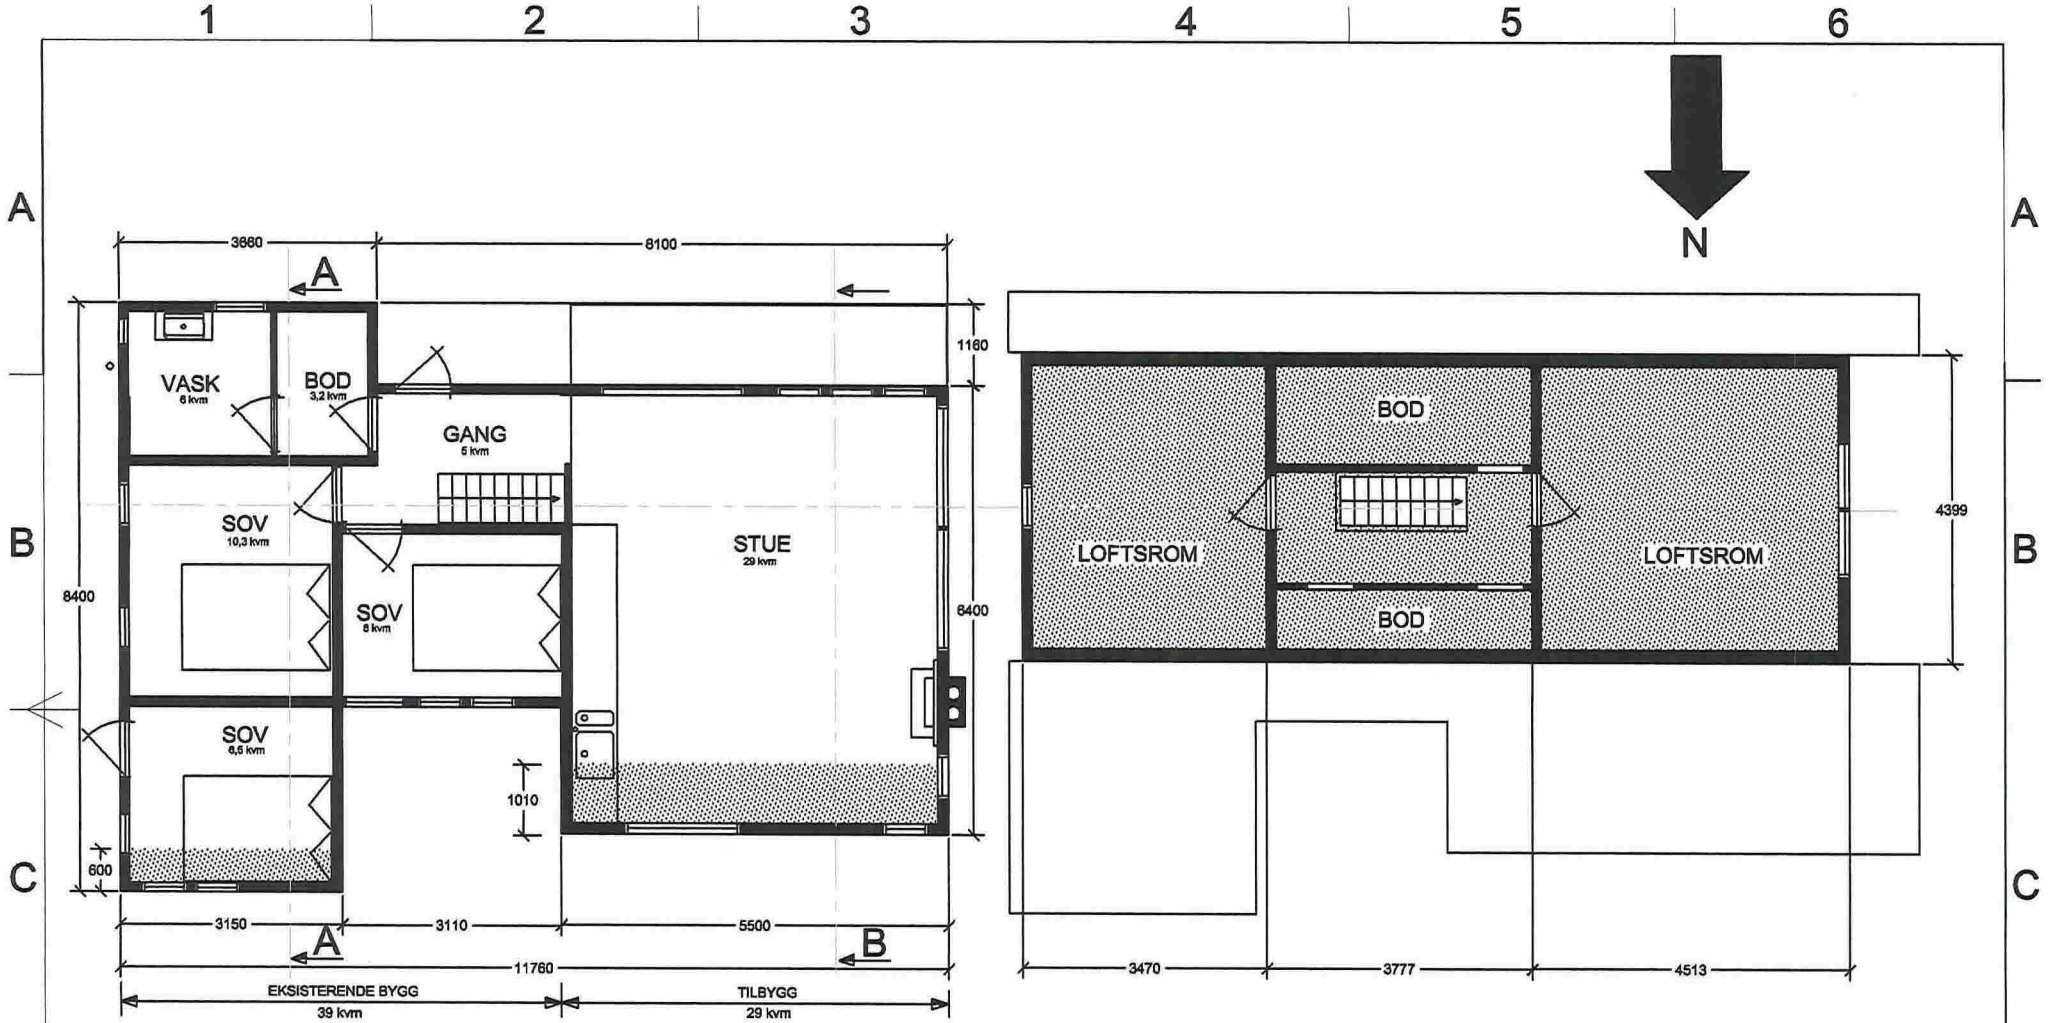 1 2 3 4 5 6
A A
N
3660 8100
A
1160
VASK
6 kvm
BOD
3,2 kvm
GANG
5 kvm
BOD
SOV
10,3 kvm
STUE
29 kvm
LOFTSROM
LOFTSROM
4399
B B
8400
SOV
8 kvm
6400
BOD
SOV
6,6 kvm
1010
600
C C
3150 3110 5500
A B
11760
3470 3777 4513
EKSISTERENDE BYGG
39 kvm
TILBYGG
29 kvm